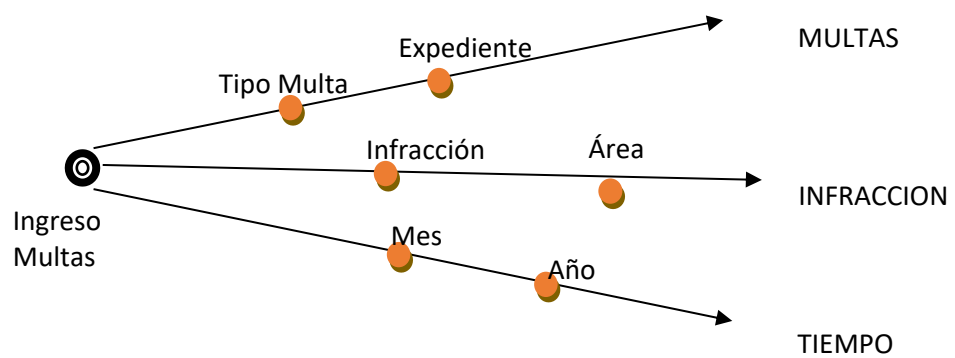 MULTAS
Expediente
Tipo Multa
Infracción
Área
INFRACCION
Ingreso
Multas
Mes
Año
TIEMPO